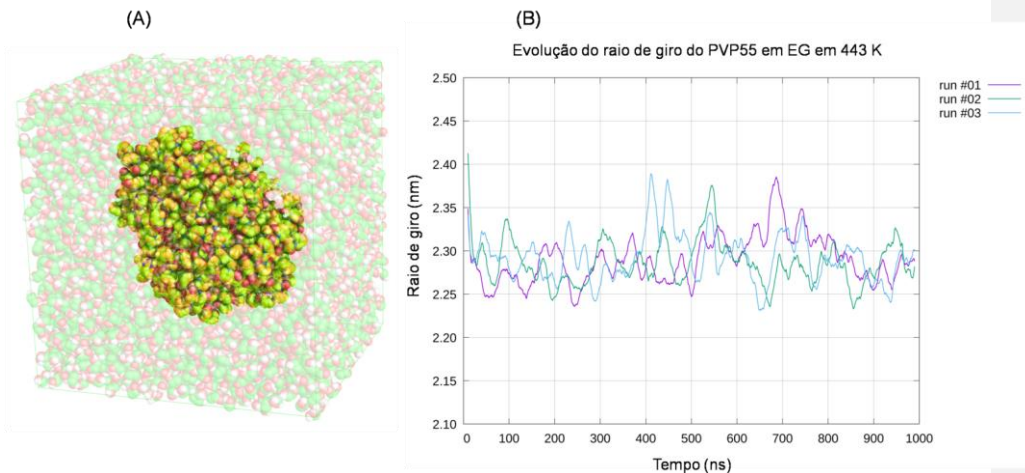 (A)
(B)
Evolução do raio de giro do PVP55 em EG em 443 K
run #01
run #02
run #03
Raio de giro (nm)
2.50
2.45
2.40
2.35
2.30
2.25
2.20
2.15
2.10
0 100 200 300 400 500 600 700 800 900 1000
Tempo (ns)